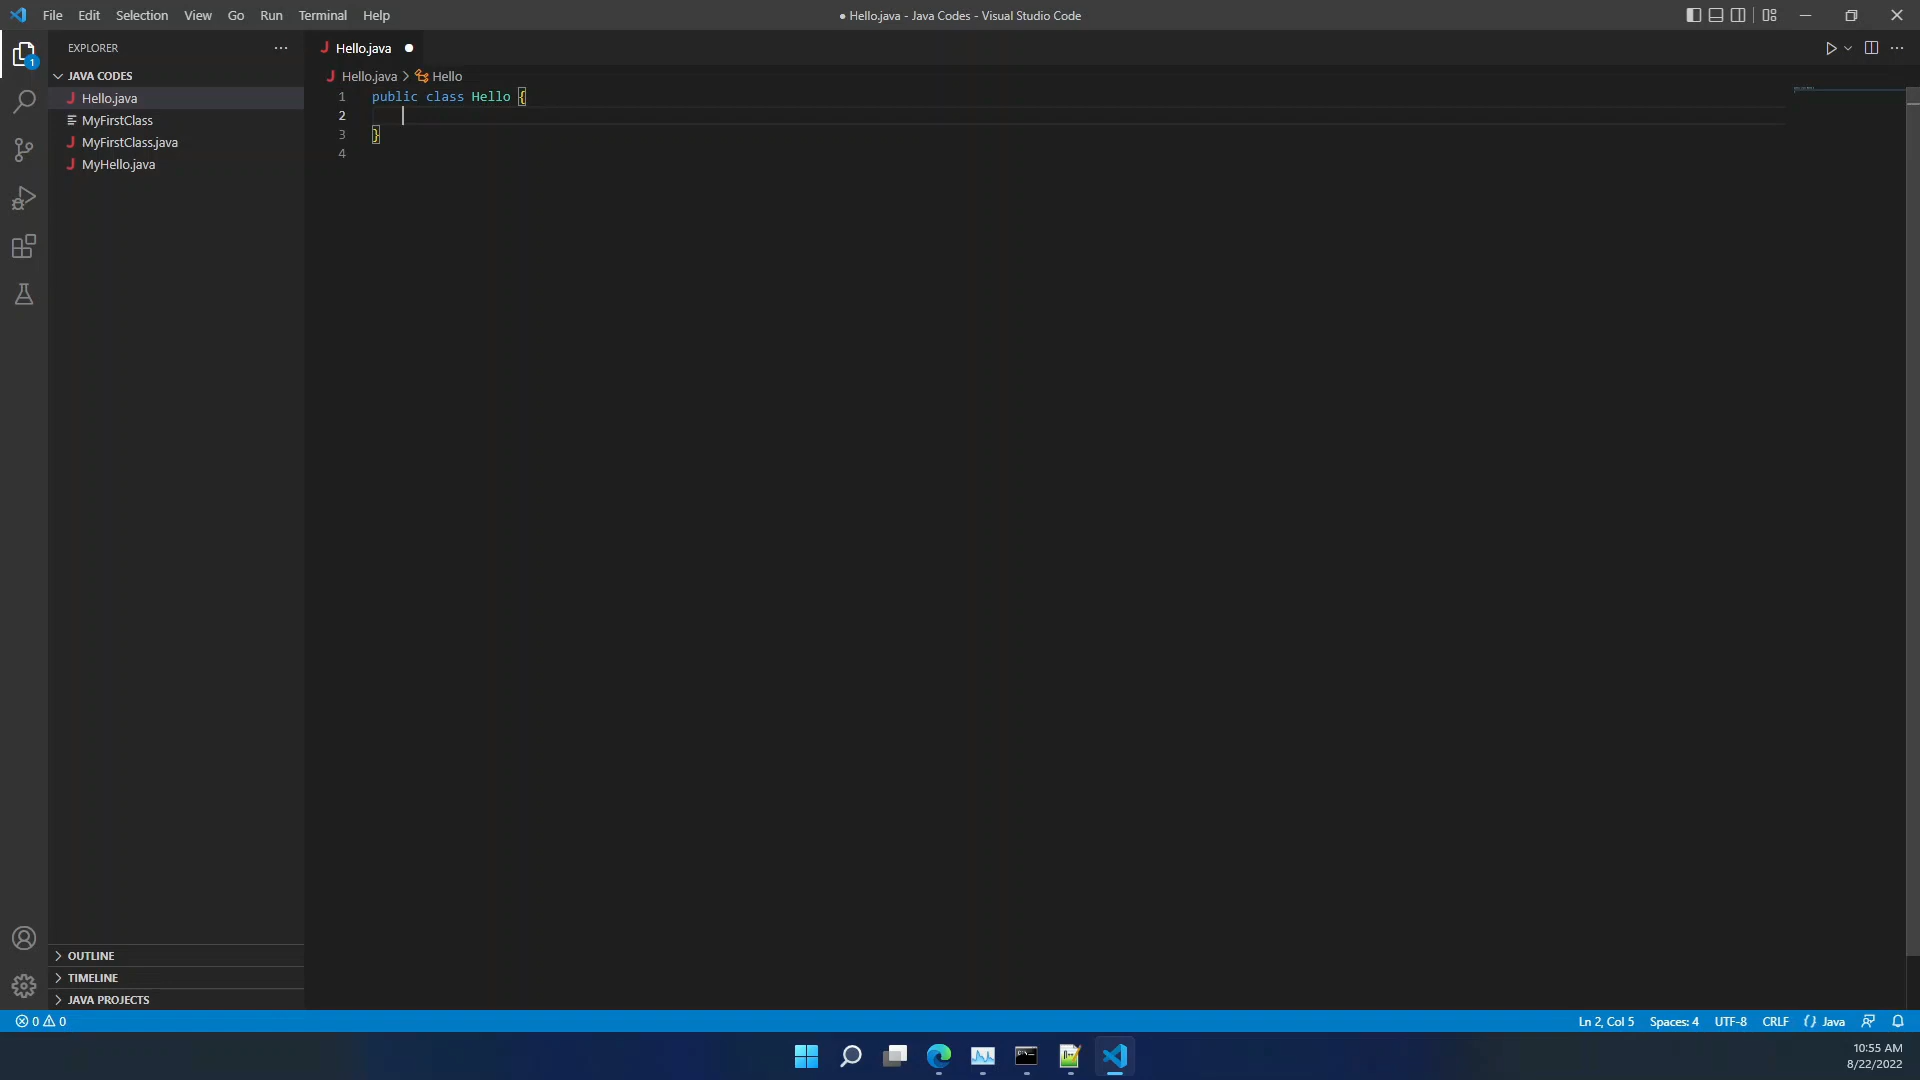 File Edit Selection View Go Run Terminal Help
● Hello.java - Java Codes - Visual Studio Code
EXPLORER
JAVA CODES
Hello.java
MyFirstClass
MyFirstClass.java
MyHello.java
OUTLINE
TIMELINE
JAVA PROJECTS
1
Hello.java
Hello.java > Hello
1 public class Hello {
2
3 }
4
0 0
Ln 2, Col 5 Spaces: 4 UTF-8 CRLF {} Java
10:55 AM
8/22/2022